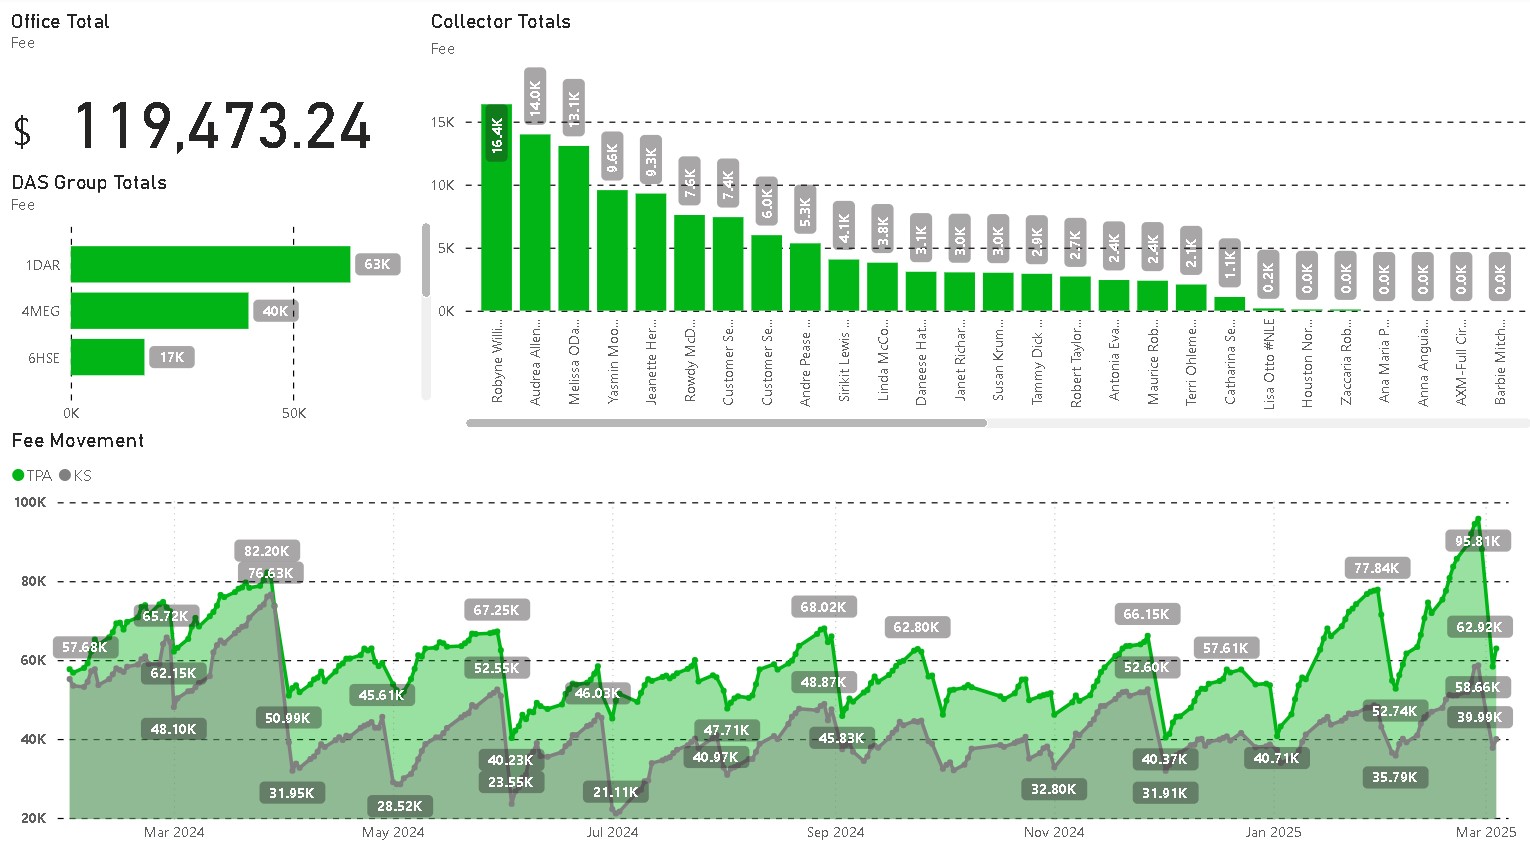 Office Total
Fee
$ 119,473.24
DAS Group Totals
Fee
1DAR
63K
4MEG
40K
6HSE
17K
0K
50K
Collector Totals
Fee
15K
10K
5K
0K
16.4K
14.0K
13.1K
9.6K
9.3K
7.6K
7.4K
6.0K
5.3K
4.1K
3.8K
3.1K
3.0K
3.0K
2.9K
2.7K
2.4K
2.4K
2.1K
1.1K
0.2K
0.0K
0.0K
0.0K
0.0K
0.0K
0.0K
Robyne Willi...
Audrea Allen...
Melissa ODa...
Yasmin Moo...
Jeanette Her...
Rowdy McD...
Customer Se...
Customer Se...
Andre Pease ...
Sirikit Lewis ...
Linda McCo...
Daneese Hat...
Janet Richar...
Susan Krum...
Tammy Dick ...
Robert Taylor...
Antonia Eva...
Maurice Rob...
Terri Ohleme...
Catharina Se...
Lisa Otto #NLE
Houston Nor...
Zaccaria Rob...
Ana Maria P...
Anna Anguia...
AXM-Full Cir...
Barbie Mitch...
Fee Movement
TPA KS
100K
80K
60K
40K
20K
57.68K
65.72K
62.15K
48.10K
82.20K
76.63K
50.99K
31.95K
45.61K
28.52K
67.25K
52.55K
40.23K
23.55K
46.03K
21.11K
47.71K
40.97K
68.02K
48.87K
45.83K
62.80K
32.80K
66.15K
52.60K
40.37K
31.91K
57.61K
40.71K
77.84K
52.74K
35.79K
95.81K
62.92K
58.66K
39.99K
Mar 2024
May 2024
Jul 2024
Sep 2024
Nov 2024
Jan 2025
Mar 2025